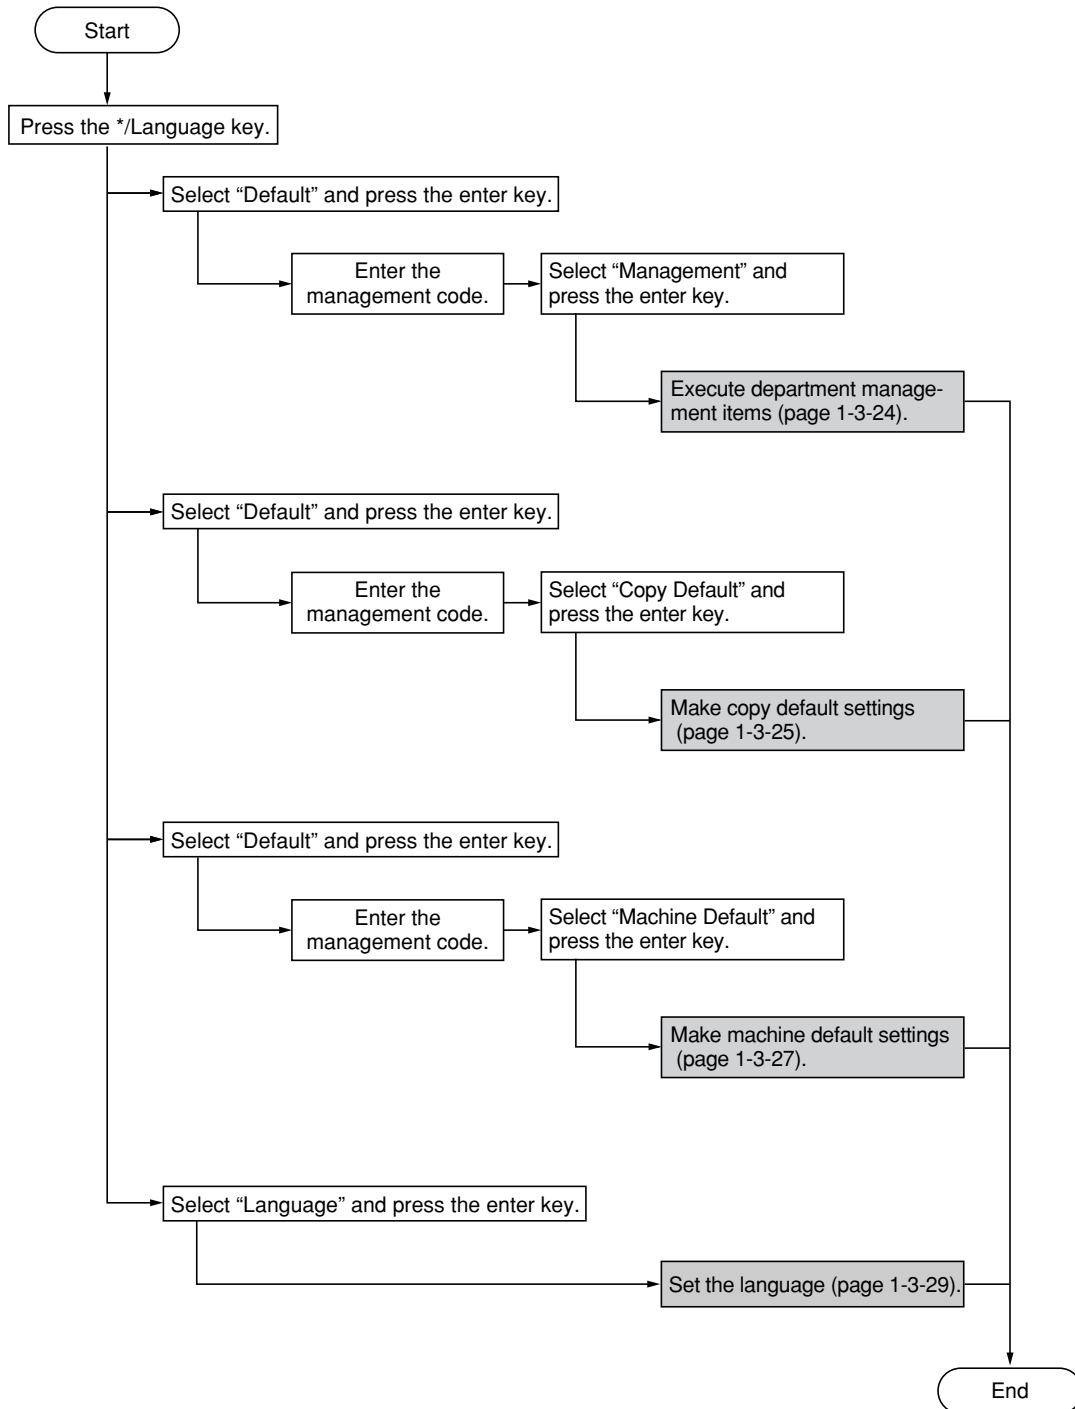 Start
Press the */Language key.
Select “Default” and press the enter key.
Enter the
management code.
Select “Management” and
press the enter key.
Execute department manage-
ment items (page 1-3-24).
Select “Default” and press the enter key.
Enter the
management code.
Select “Copy Default” and
press the enter key.
Make copy default settings
(page 1-3-25).
Select “Default” and press the enter key.
Enter the
management code.
Select “Machine Default” and
press the enter key.
Make machine default settings
(page 1-3-27).
Select “Language” and press the enter key.
Set the language (page 1-3-29).
End